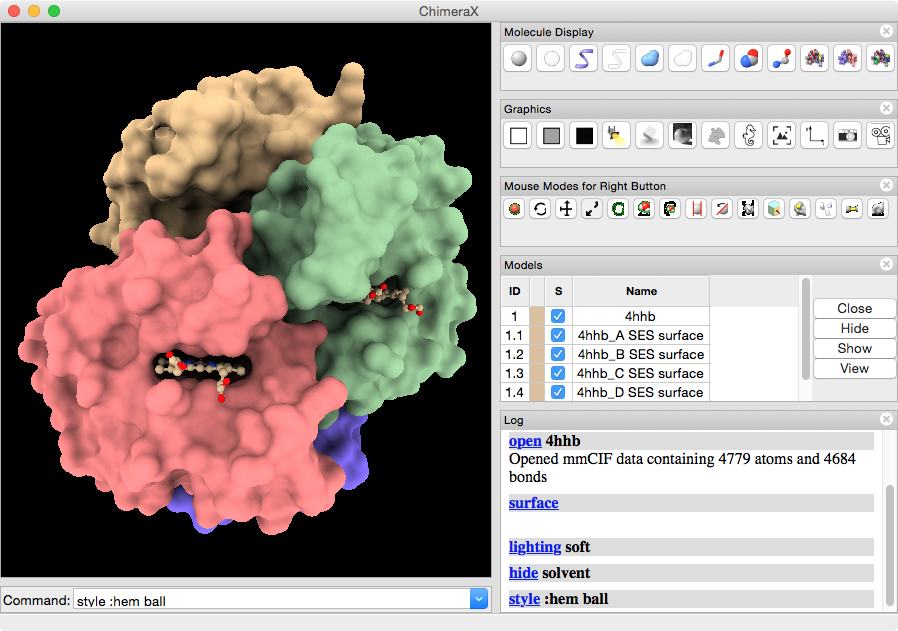 ChimeraX
Molecule Display
Graphics
Mouse Modes for Right Button
Models
ID S Name
1 4hhb
1.1 4hhb_A SES surface
1.2 4hhb_B SES surface
1.3 4hhb_C SES surface
1.4 4hhb_D SES surface
Close
Hide
Show
View
Log
open 4hhb
Opened mmCIF data containing 4779 atoms and 4684
bonds
surface
lighting soft
hide solvent
style :hem ball
Command: style :hem ball